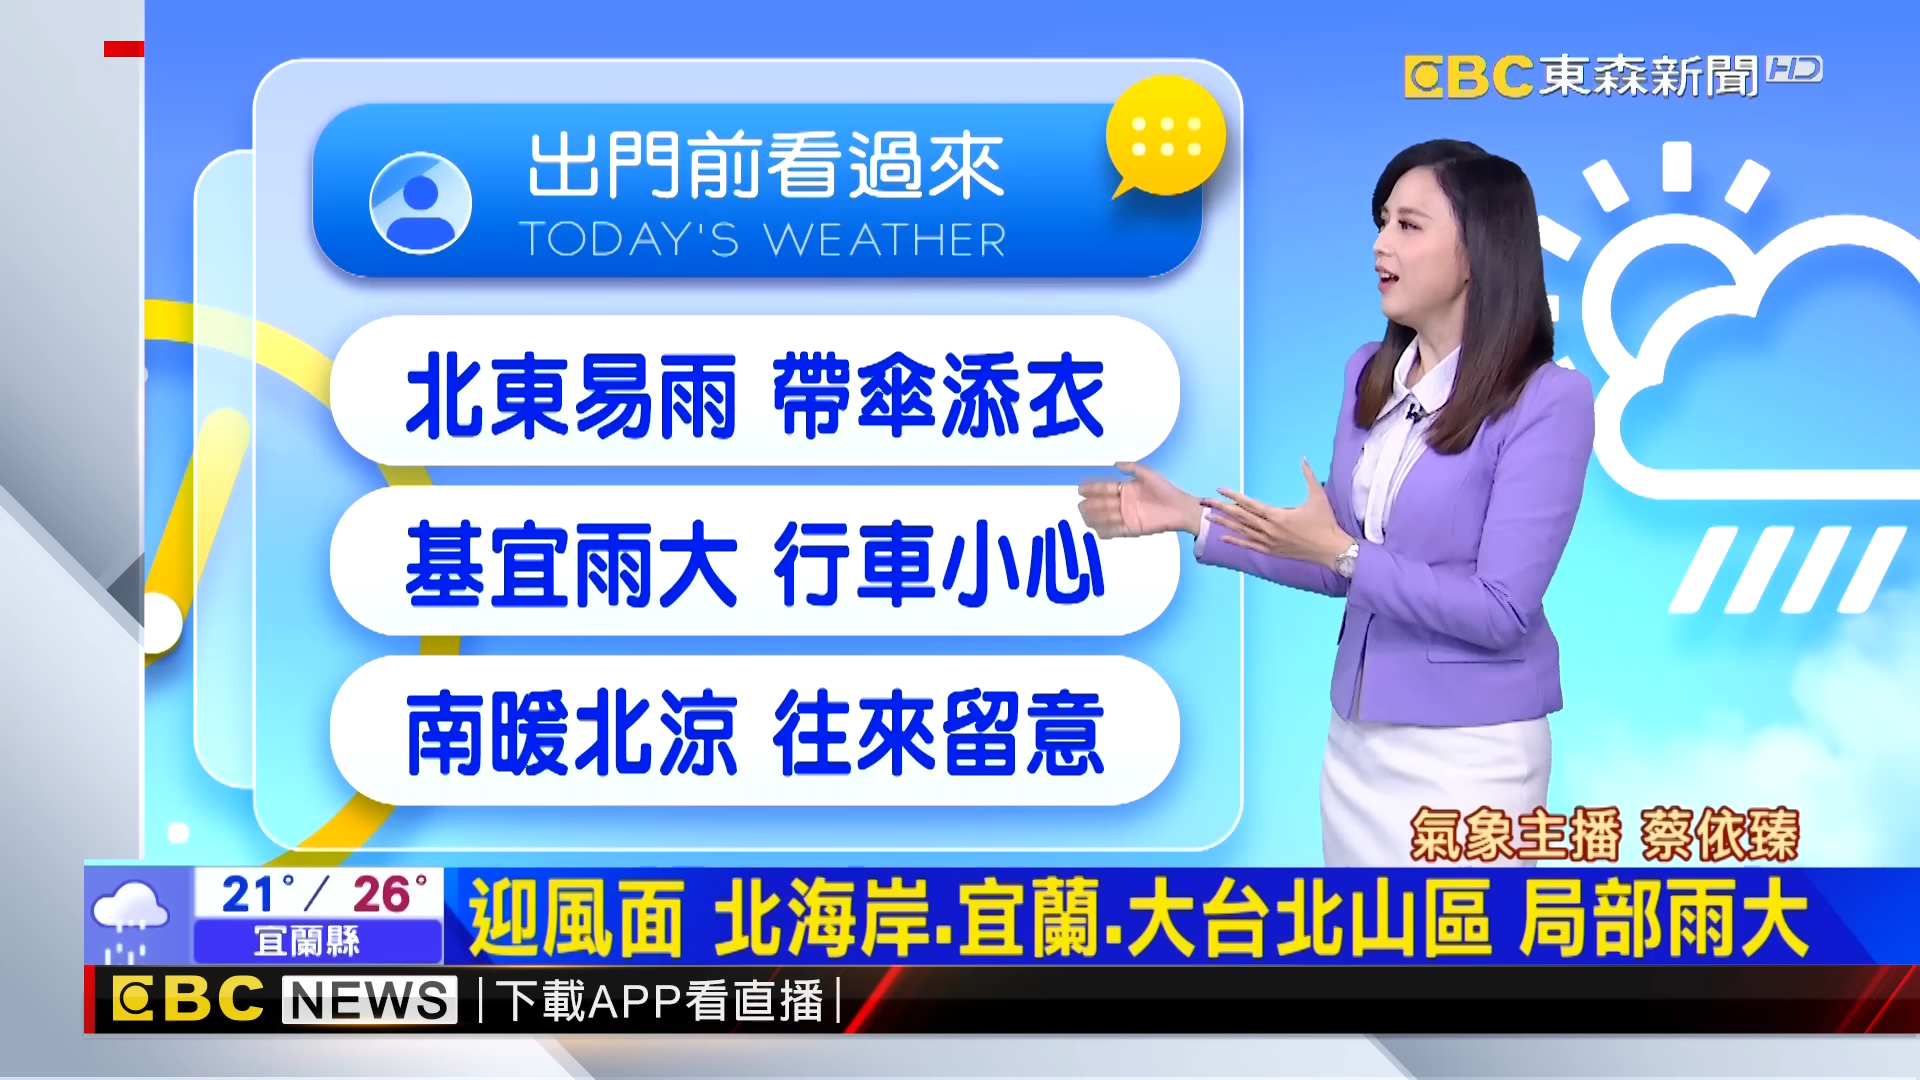 EBC東森新聞HD
出門前看過來
TODAY'S WEATHER
北東易雨 帶傘添衣
基宜雨大 行車小心
南暖北涼 往來留意
氣象主播 蔡依臻
21°/ 26°
宜蘭縣
迎風面 北海岸.宜蘭.大台北山區 局部雨大
EBC NEWS |下載APP看直播|